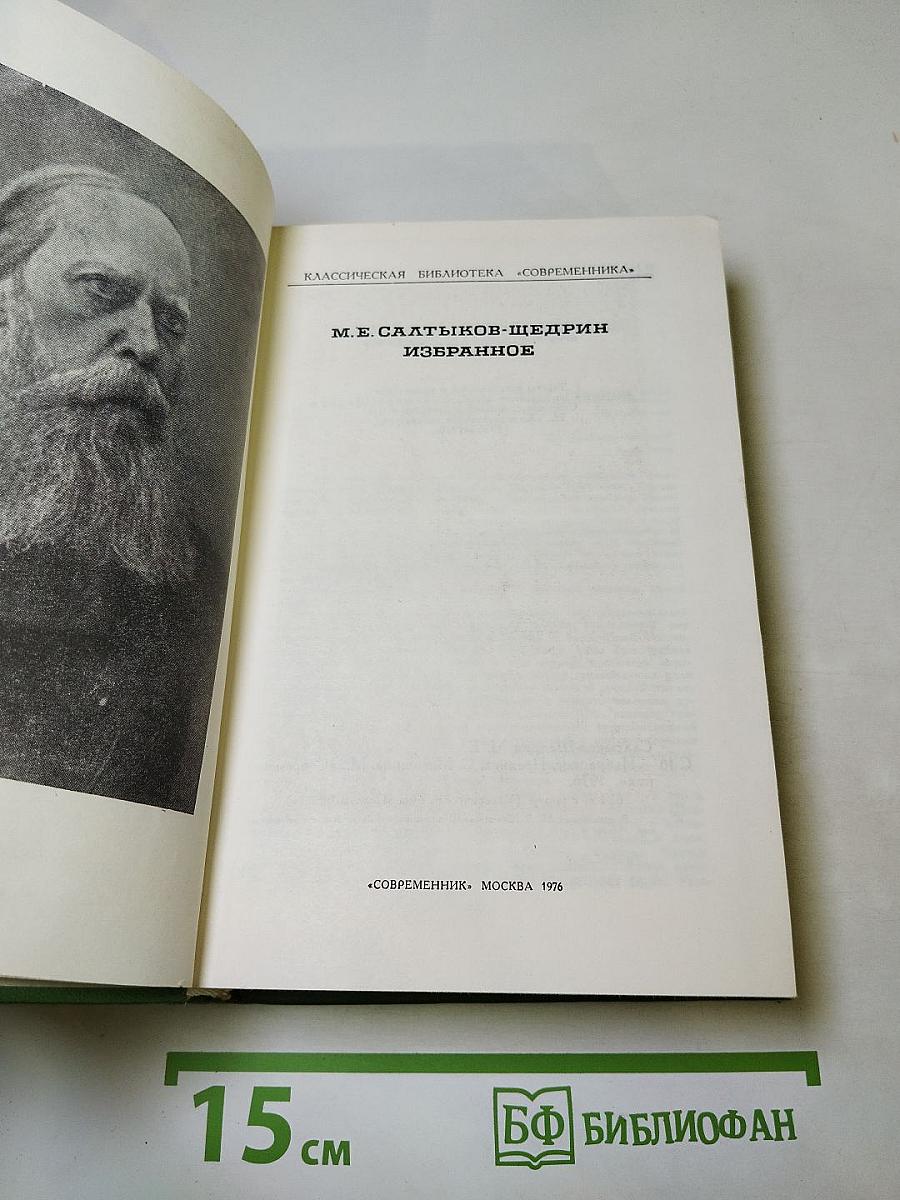 КЛАССИЧЕСКАЯ БИБЛИОТЕКА «СОВРЕМЕННИКА»
М. Е. САЛТЫКОВ-ЩЕДРИН
ИЗБРАННОЕ
«СОВРЕМЕННИК» МОСКВА 1976
15 см
БФ БИБЛИОФАН